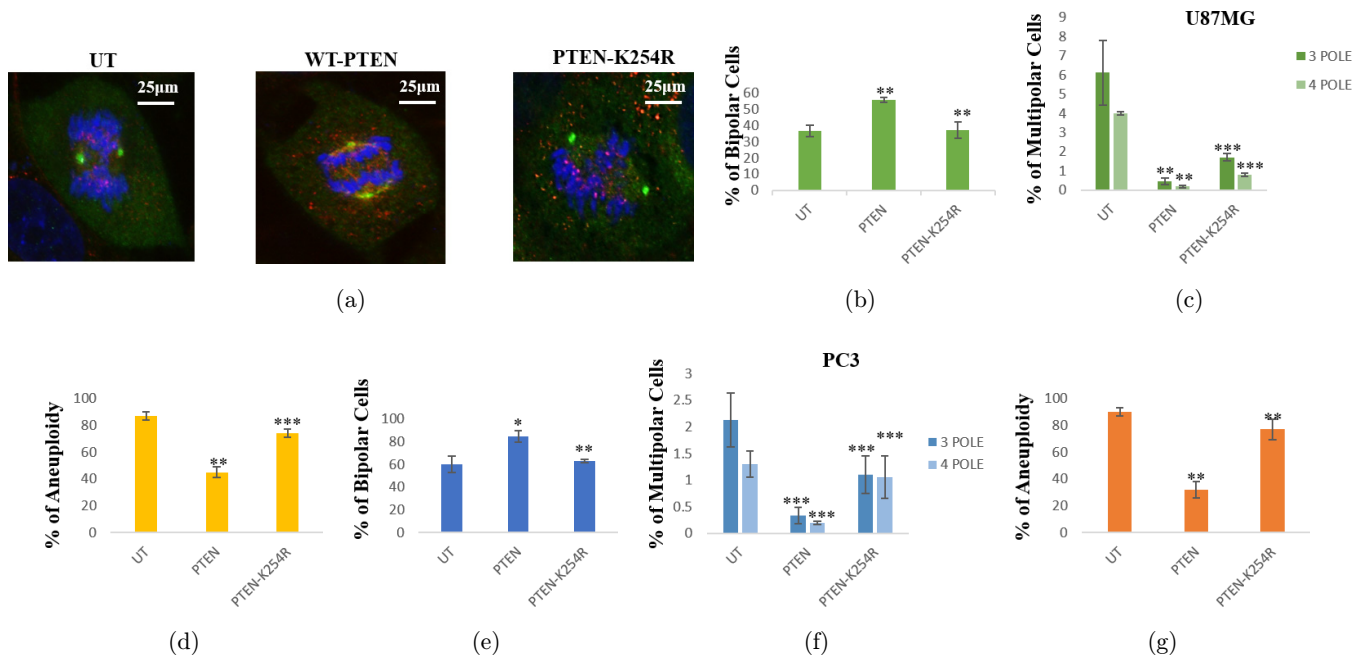 UT
25µm
WT-PTEN
25µm
PTEN-K254R
25µm
(a)
% of Bipolar Cells
60
50
40
30
20
10
0
**
**
UT
PTEN
PTEN-K254R
(b)
U87MG
% of Multipolar Cells
9
8
7
6
5
4
3
2
1
0
** **
***
***
UT
PTEN
PTEN-K254R
3 POLE
4 POLE
(c)
% of Aneuploidy
100
80
60
40
20
0
**
***
UT
PTEN
PTEN-K254R
(d)
% of Bipolar Cells
100
80
60
40
20
0
*
**
UT
PTEN
PTEN-K254R
(e)
PC3
% of Multipolar Cells
3
2.5
2
1.5
1
0.5
0
***
***
***
***
UT
PTEN
PTEN-K254R
3 POLE
4 POLE
(f)
% of Aneuploidy
100
80
60
40
20
0
**
**
UT
PTEN
PTEN-K254R
(g)